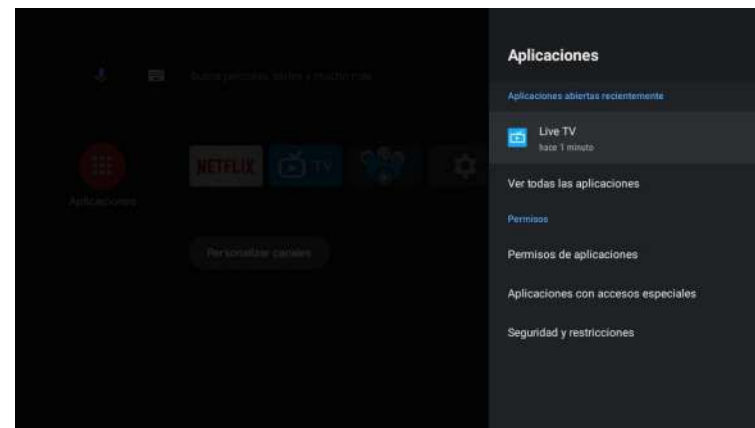 Aplicaciones
Aplicaciones abiertas recientemente
Live TV
hace 1 minuto
Ver todas las aplicaciones
Permisos
Permisos de aplicaciones
Aplicaciones con accesos especiales
Seguridad y restricciones
Busca películas, series y mucho más
NETFLIX
TV
Aplicaciones
Personalizar canales